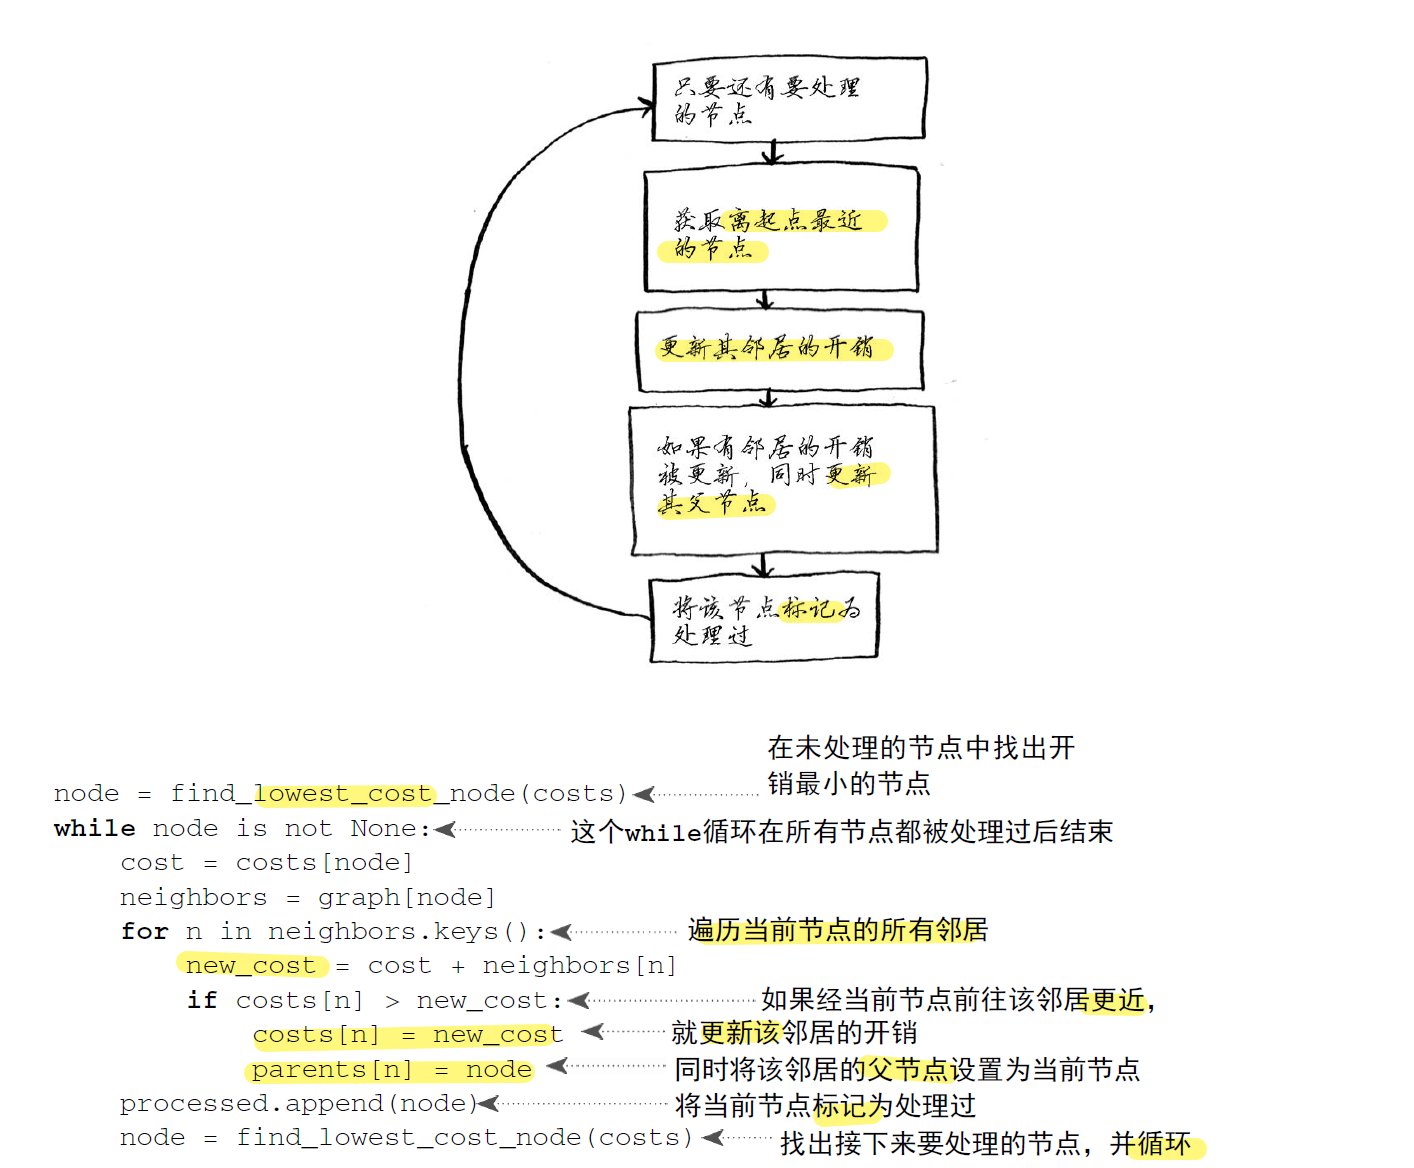 只要还有要处理
的节点
获取离起点最近
的节点
更新其邻居的开销
如果有邻居的开销
被更新，同时更新
其父节点
将该节点标记为
处理过
在未处理的节点中找出开
销最小的节点
node = find_lowest_cost_node(costs)
while node is not None:
这个while循环在所有节点都被处理过后结束
cost = costs[node]
neighbors = graph[node]
for n in neighbors.keys():
遍历当前节点的所有邻居
new_cost = cost + neighbors[n]
if costs[n] > new_cost:
如果经当前节点前往该邻居更近，
costs[n] = new_cost
就更新该邻居的开销
parents[n] = node
同时将该邻居的父节点设置为当前节点
processed.append(node)
将当前节点标记为处理过
node = find_lowest_cost_node(costs)
找出接下来要处理的节点，并循环